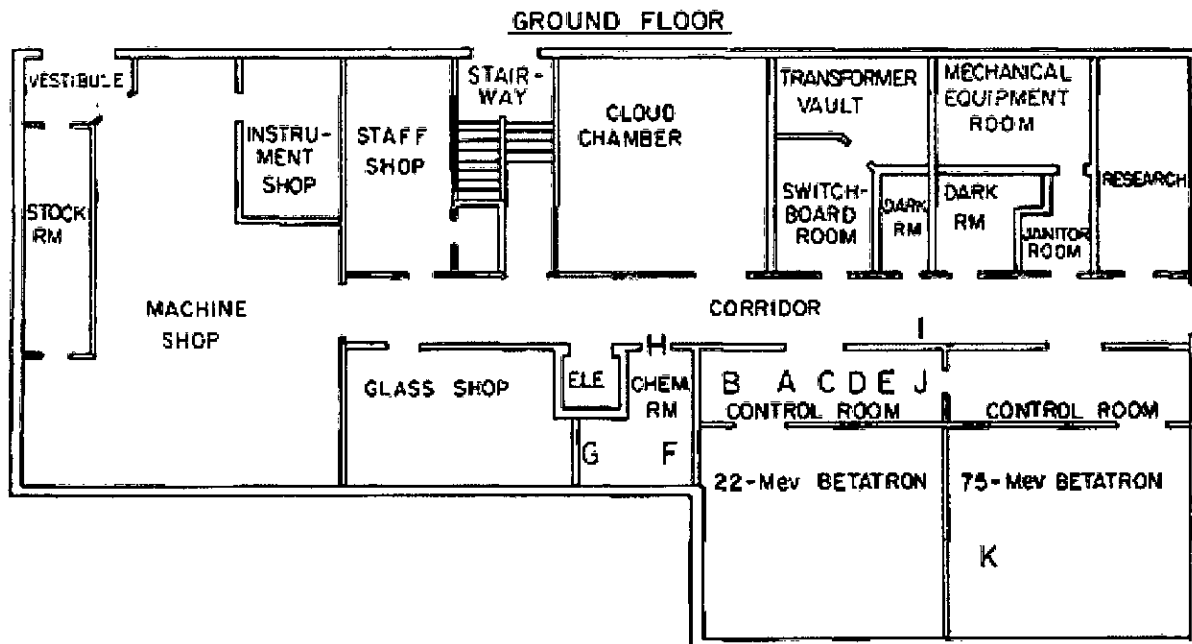 GROUND FLOOR
VESTIBULE
STAIR-
WAY
TRANSFORMER
VAULT
MECHANICAL
EQUIPMENT
ROOM
CLOUD
CHAMBER
INSTRU-
MENT
SHOP
STAFF
SHOP
STOCK
RM
SWITCH-
BOARD
ROOM
DARK
RM
DARK
RM
JANITOR
ROOM
RESEARCH
MACHINE
SHOP
CORRIDOR
I
H
GLASS SHOP
ELE
CHEM.
RM
B A C D E J
CONTROL ROOM
CONTROL ROOM
G F
22-Mev BETATRON
75-Mev BETATRON
K